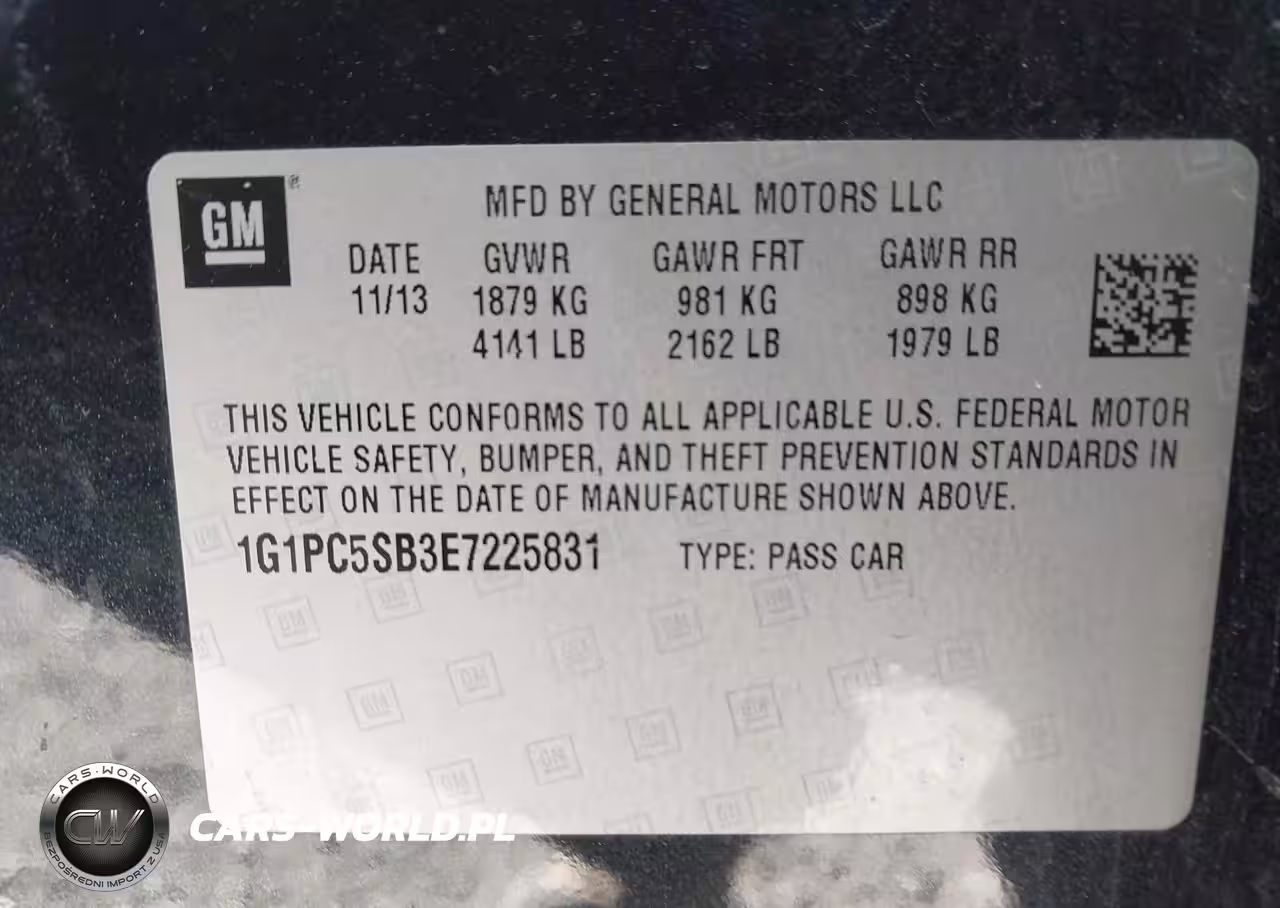 GM ®
MFD BY GENERAL MOTORS LLC
DATE GVWR GAWR FRT GAWR RR
11/13 1879 KG 981 KG 898 KG
4141 LB 2162 LB 1979 LB
THIS VEHICLE CONFORMS TO ALL APPLICABLE U.S. FEDERAL MOTOR
VEHICLE SAFETY, BUMPER, AND THEFT PREVENTION STANDARDS IN
EFFECT ON THE DATE OF MANUFACTURE SHOWN ABOVE.
1G1PC5SB3E7225831 TYPE: PASS CAR
CARS-WORLD
CW
BEZPOŚREDNI IMPORT Z USA
CARS-WORLD.PL